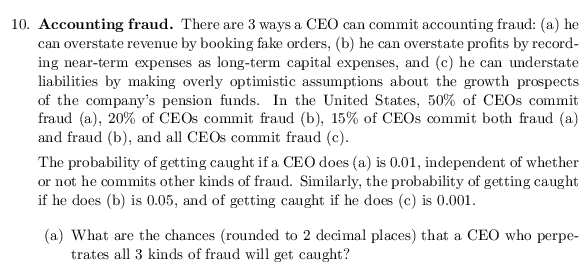 10. Accounting fraud. There are 3 ways a CEO can commit accounting fraud: (a) he
can overstate revenue by booking fake orders, (b) he can overstate profits by record-
ing near-term expenses as long-term capital expenses, and (c) he can understate
liabilities by making overly optimistic assumptions about the growth prospects
of the company's pension funds. In the United States, 50% of CEOs commit
fraud (a), 20% of CEOs commit fraud (b), 15% of CEOs commit both fraud (a)
and fraud (b), and all CEOs commit fraud (c).
The probability of getting caught if a CEO does (a) is 0.01, independent of whether
or not he commits other kinds of fraud. Similarly, the probability of getting caught
if he does (b) is 0.05, and of getting caught if he does (c) is 0.001.
(a) What are the chances (rounded to 2 decimal places) that a CEO who perpe-
trates all 3 kinds of fraud will get caught?